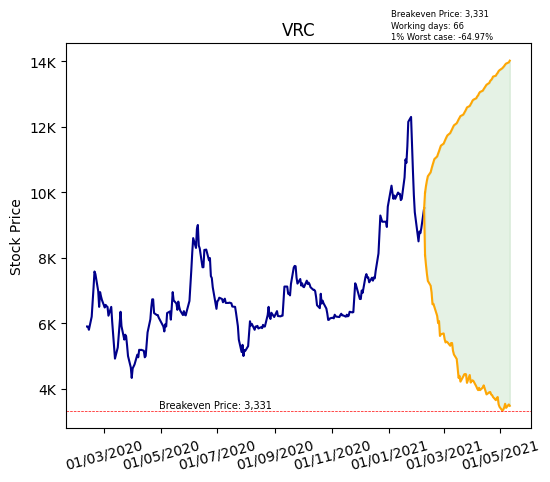 Breakeven Price: 3,331
Working days: 66
1% Worst case: -64.97%
VRC
Stock Price
14K
12K
10K
8K
6K
4K
Breakeven Price: 3,331
01/03/2020
01/05/2020
01/07/2020
01/09/2020
01/11/2020
01/01/2021
01/03/2021
01/05/2021